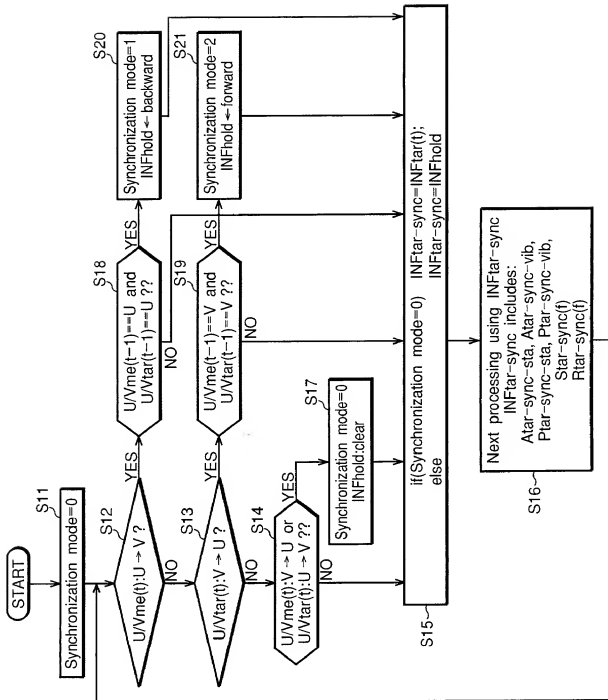 START
S11
Synchronization mode=0
S12
U/Vme(t):U → V ?
YES
NO
S18
U/Vme(t−1)==U and
U/Vtar(t−1)==U ??
YES
NO
S20
Synchronization mode=1
INFhold ← backward
S13
U/Vtar(t):V → U ?
YES
NO
S19
U/Vme(t−1)==V and
U/Vtar(t−1)==V ??
YES
NO
S21
Synchronization mode=2
INFhold ← forward
S14
U/Vme(t):V → U or
U/Vtar(t):U → V ??
YES
NO
S17
Synchronization mode=0
INFhold:clear
S15
if(Synchronization mode=0) INFtar-sync=INFtar(t);
else INFtar-sync=INFhold
S16
Next processing using INFtar-sync
INFtar-sync includes:
Atar-sync-sta, Atar-sync-vib,
Ptar-sync-sta, Ptar-sync-vib,
Star-sync(f)
Rtar-sync(f)